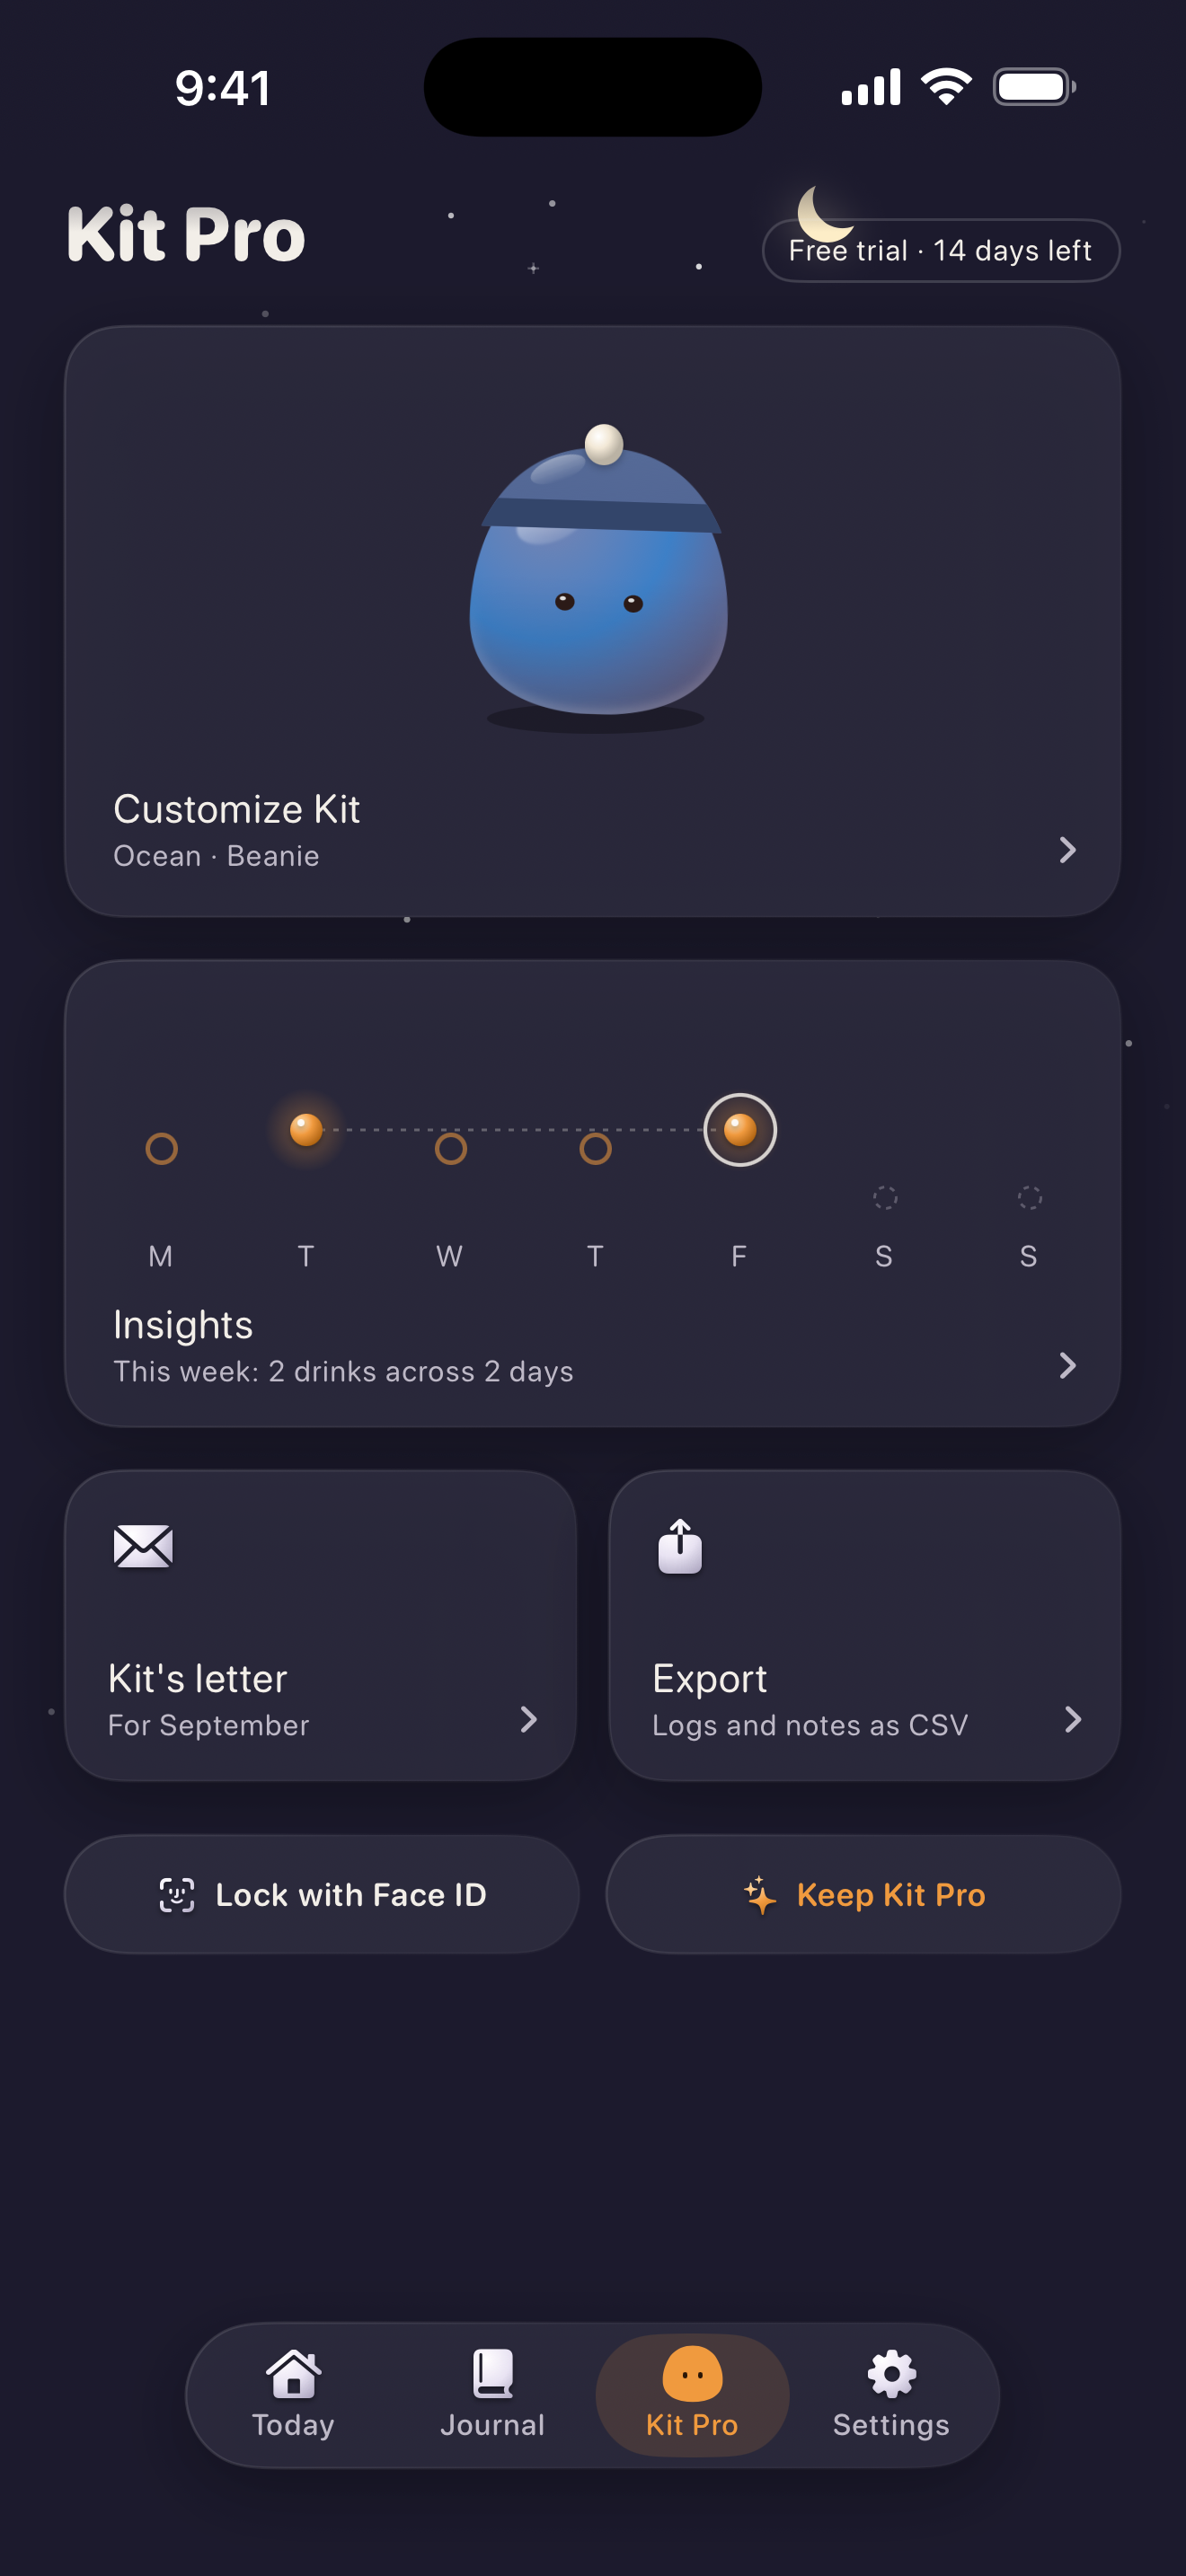 9:41
Kit Pro
Free trial · 14 days left
Customize Kit
Ocean · Beanie
M T W T F S S
Insights
This week: 2 drinks across 2 days
Kit's letter
For September
Export
Logs and notes as CSV
Lock with Face ID
Keep Kit Pro
Today Journal Kit Pro Settings